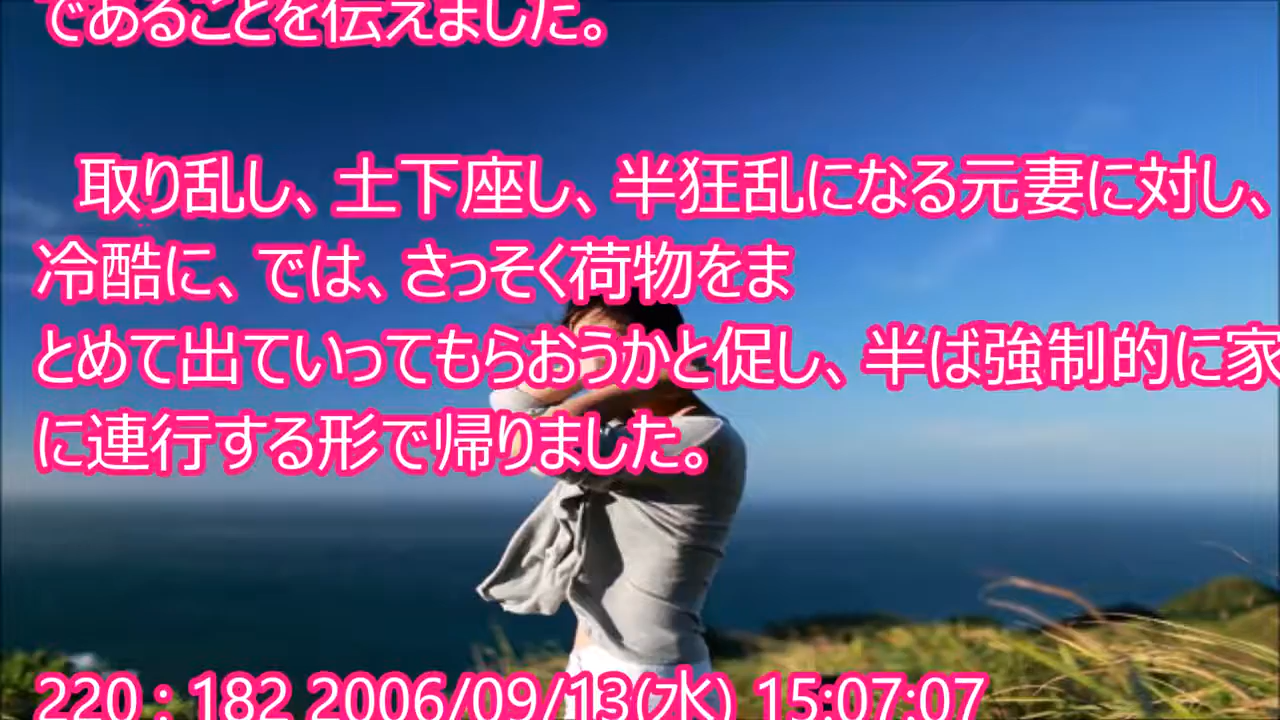 であることを伝えました。
取り乱し、土下座し、半狂乱になる元妻に対し、
冷酷に、では、さっそく荷物をま
とめて出ていってもらおうかと促し、半ば強制的に家
に連行する形で帰りました。
220 : 182 2006/09/13(水) 15:07:07